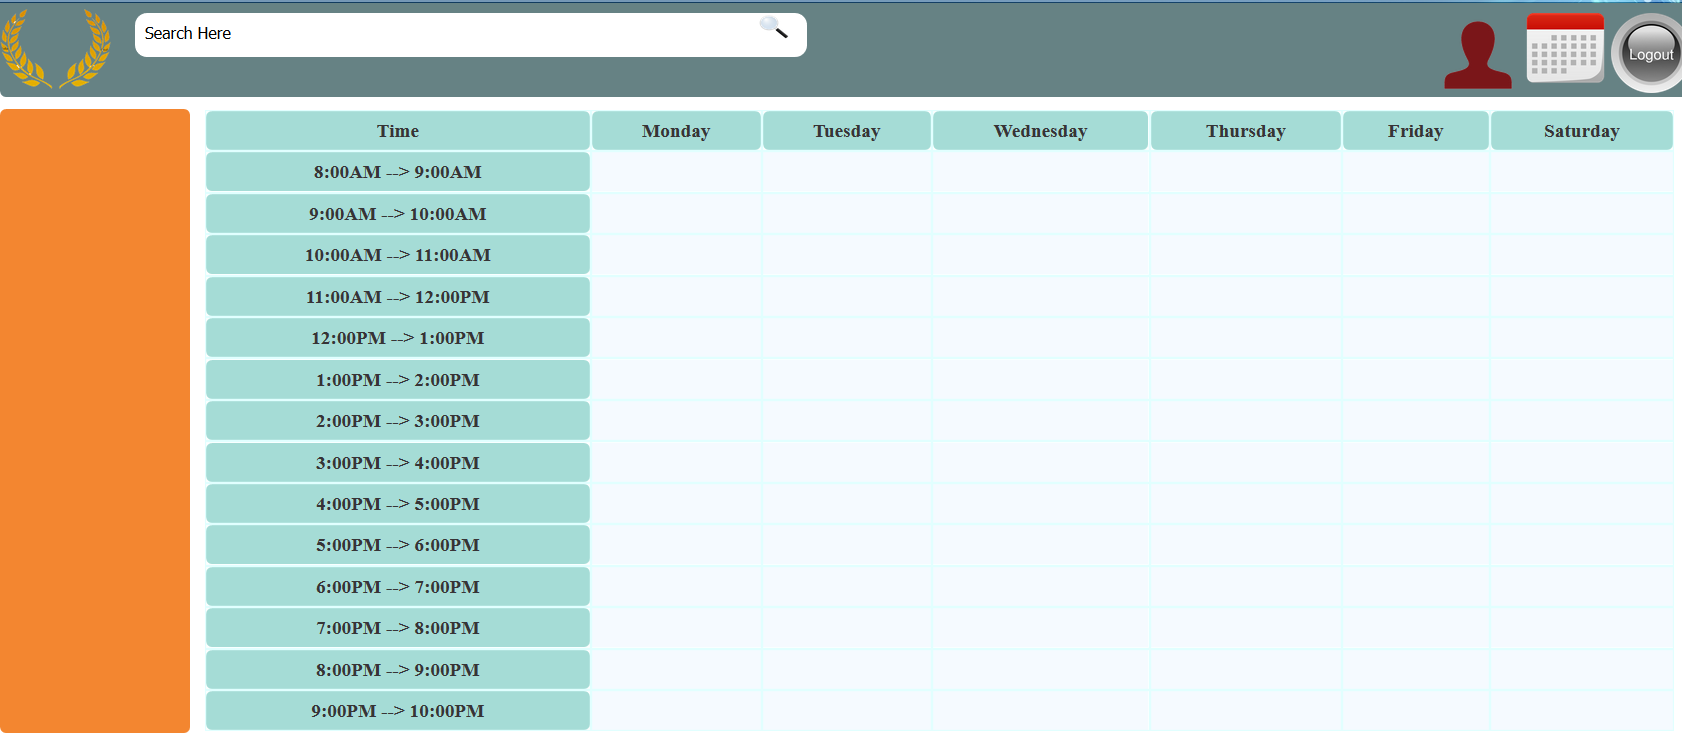 Search Here
Logout
Time Monday Tuesday Wednesday Thursday Friday Saturday
8:00AM --> 9:00AM
9:00AM --> 10:00AM
10:00AM --> 11:00AM
11:00AM --> 12:00PM
12:00PM --> 1:00PM
1:00PM --> 2:00PM
2:00PM --> 3:00PM
3:00PM --> 4:00PM
4:00PM --> 5:00PM
5:00PM --> 6:00PM
6:00PM --> 7:00PM
7:00PM --> 8:00PM
8:00PM --> 9:00PM
9:00PM --> 10:00PM